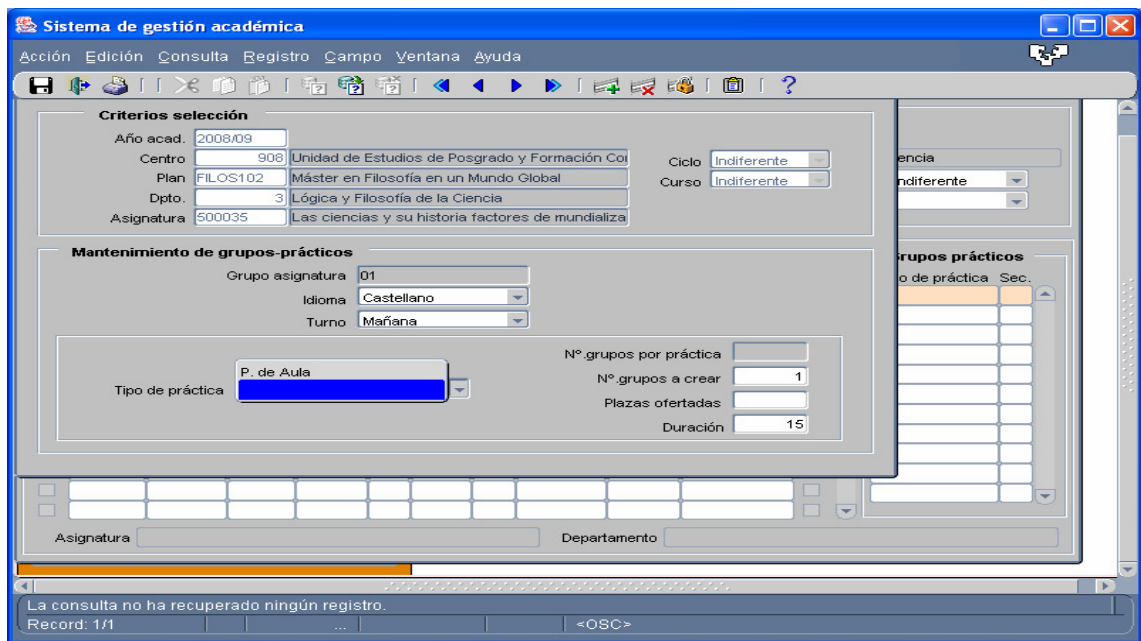 Sistema de gestión académica
Acción Edición Consulta Registro Campo Ventana Ayuda
Criterios selección
Año acad. 2008/09
Centro 908 Unidad de Estudios de Posgrado y Formación Coi
Ciclo Indiferente
encia
Plan FILOS102 Máster en Filosofía en un Mundo Global
Curso Indiferente
ndiferente
Dpto. 3 Lógica y Filosofía de la Ciencia
Asignatura 500035 Las ciencias y su historia factores de mundializa
Mantenimiento de grupos-prácticos
rupos prácticos
Grupo asignatura 01
o de práctica Sec.
Idioma Castellano
Turno Mañana
Nº.grupos por práctica
P. de Aula
Tipo de práctica
Nº.grupos a crear 1
Plazas ofertadas
Duración 15
Asignatura
Departamento
La consulta no ha recuperado ningún registro.
Record: 1/1 ... <OSC>